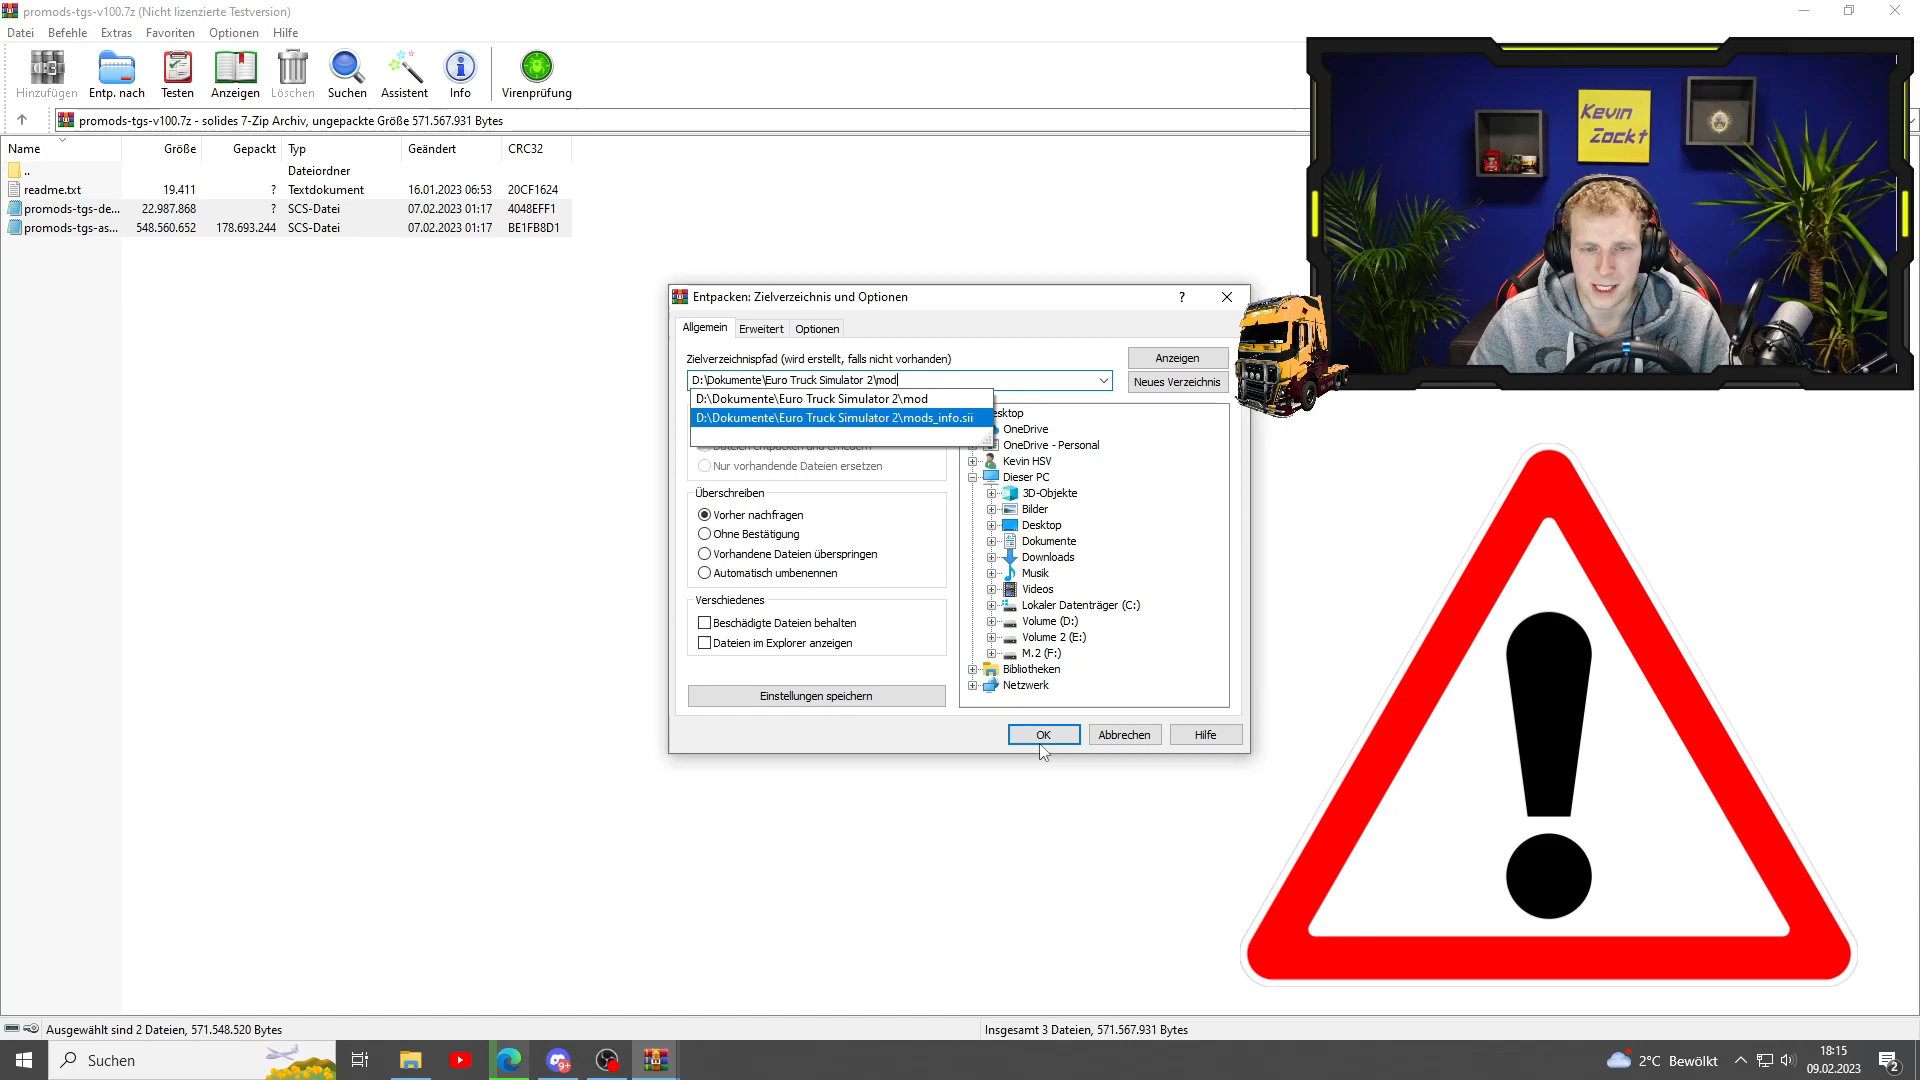 promods-tgs-v100.7z (Nicht lizenzierte Testversion)
Datei Befehle Extras Favoriten Optionen Hilfe
Hinzufügen Entp. nach Testen Anzeigen Löschen Suchen Assistent Info Virenprüfung
promods-tgs-v100.7z - solides 7-Zip Archiv, ungepackte Größe 571.567.931 Bytes
Name Größe Gepackt Typ Geändert CRC32
.. Dateiordner
readme.txt 19.411 ? Textdokument 16.01.2023 06:53 20CF1624
promods-tgs-de... 22.987.868 ? SCS-Datei 07.02.2023 01:17 4048EFF1
promods-tgs-as... 548.560.652 178.693.244 SCS-Datei 07.02.2023 01:17 BE1FB8D1
Kevin
Zockt
Entpacken: Zielverzeichnis und Optionen
?
Allgemein Erweitert Optionen
Zielverzeichnispfad (wird erstellt, falls nicht vorhanden)
Anzeigen
D:\Dokumente\Euro Truck Simulator 2\mod
Neues Verzeichnis
D:\Dokumente\Euro Truck Simulator 2\mod
D:\Dokumente\Euro Truck Simulator 2\mods_info.sii
Nur vorhandende Dateien ersetzen
Überschreiben
Vorher nachfragen
Ohne Bestätigung
Vorhandene Dateien überspringen
Automatisch umbenennen
Verschiedenes
Beschädigte Dateien behalten
Dateien im Explorer anzeigen
Einstellungen speichern
esktop
OneDrive
OneDrive - Personal
Kevin HSV
Dieser PC
3D-Objekte
Bilder
Desktop
Dokumente
Downloads
Musik
Videos
Lokaler Datenträger (C:)
Volume (D:)
Volume 2 (E:)
M.2 (F:)
Bibliotheken
Netzwerk
OK Abbrechen Hilfe
!
Ausgewählt sind 2 Dateien, 571.548.520 Bytes
Insgesamt 3 Dateien, 571.567.931 Bytes
Suchen
9+
2°C Bewölkt
18:15
09.02.2023
2